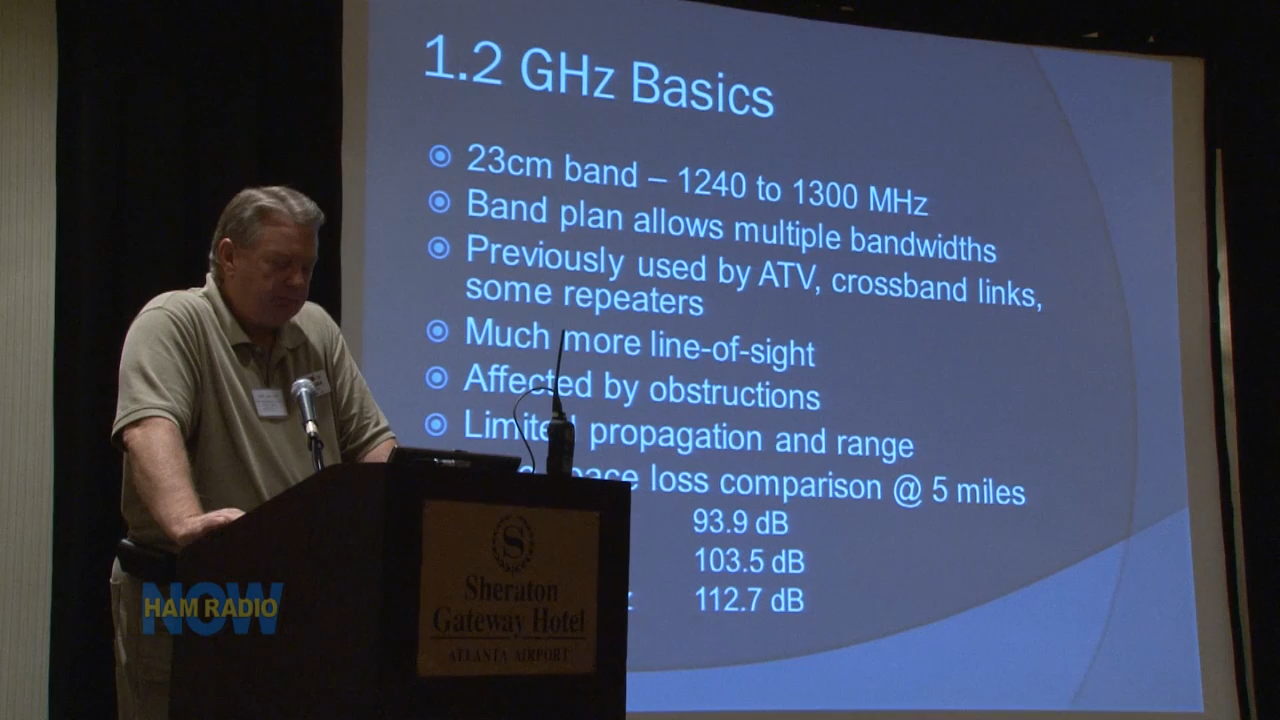 1.2 GHz Basics
23cm band – 1240 to 1300 MHz
Band plan allows multiple bandwidths
Previously used by ATV, crossband links,
some repeaters
Much more line-of-sight
Affected by obstructions
Limited propagation and range
loss comparison @ 5 miles
93.9 dB
103.5 dB
112.7 dB
S
Sheraton
Gateway Hotel
ATLANTA AIRPORT
NOW
HAM RADIO